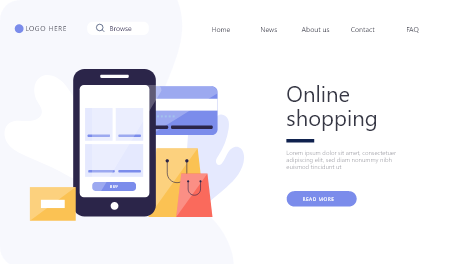 LOGO HERE
Browse
Home
News
About us
Contact
FAQ
Online
shopping
Lorem ipsum dolor sit amet, consectetuer
adipiscing elit, sed diam nonummy nibh
euismod tincidunt ut
READ MORE
BUY